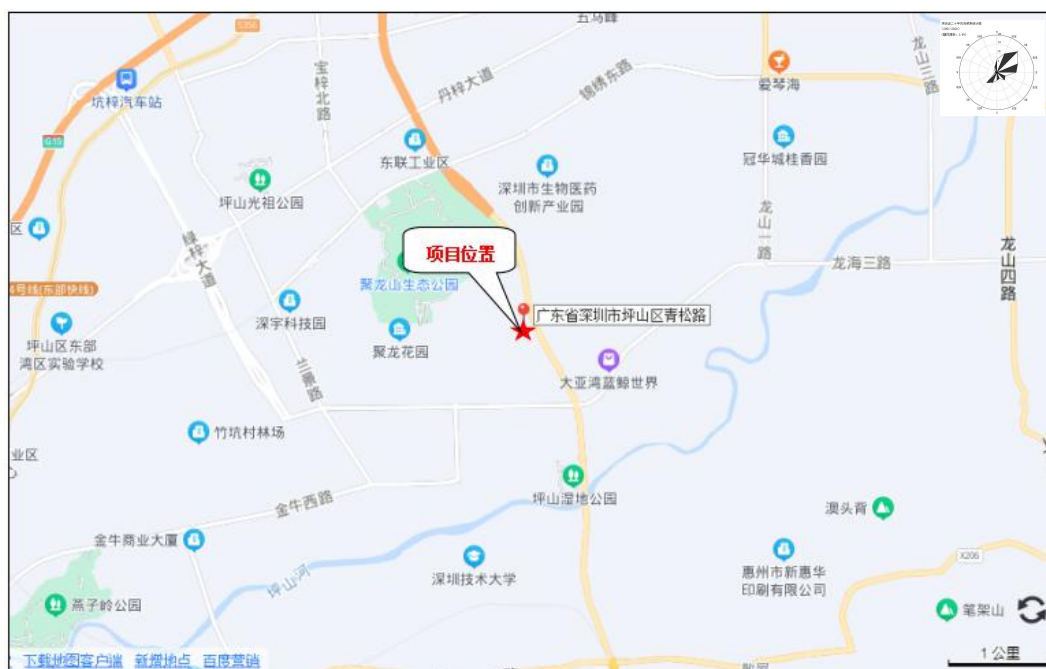 五马峰
S356
宝梓北路
坑梓汽车站
丹梓大道
锦绣东路
爱琴海
龙山三路
G15
东联工业区
冠华城桂香园
坪山光祖公园
深圳市生物医药
创新产业园
区
绿梓大道
龙山一路
龙山四路
项目位置
龙海三路
聚龙山生态公园
4号线(东部快线)
广东省深圳市坪山区青松路
深宇科技园
坪山区东部
湾区实验学校
聚龙花园
大亚湾蓝鲸世界
兰景路
竹坑村林场
业区
心
坪山湿地公园
金牛西路
澳头背
金牛商业大厦
深圳技术大学
惠州市新惠华
印刷有限公司
X206
坪山河
燕子岭公园
笔架山
下载地图客户端 新增地点 百度营销
1公里